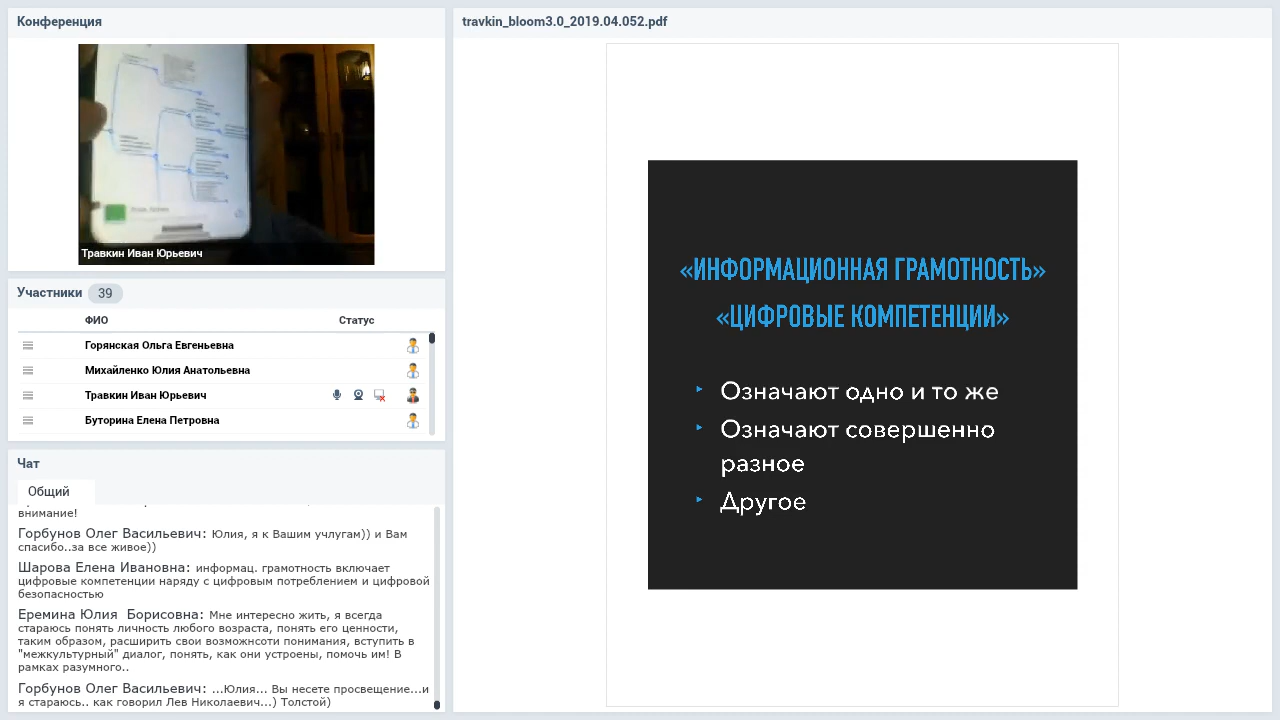 Конференция
Травкин Иван Юрьевич
Участники 39
ФИО Статус
Горянская Ольга Евгеньевна
Михайленко Юлия Анатольевна
Травкин Иван Юрьевич
Буторина Елена Петровна
Чат
Общий
внимание!
Горбунов Олег Васильевич: Юлия, я к Вашим учлугам)) и Вам
спасибо..за все живое))
Шарова Елена Ивановна: информац. грамотность включает
цифровые компетенции наряду с цифровым потреблением и цифровой
безопасностью
Еремина Юлия Борисовна: Мне интересно жить, я всегда
стараюсь понять личность любого возраста, понять его ценности,
таким образом, расширить свои возможнсоти понимания, вступить в
"межкультурный" диалог, понять, как они устроены, помочь им! В
рамках разумного..
Горбунов Олег Васильевич: ...Юлия... Вы несете просвещение...и
я стараюсь.. как говорил Лев Николаевич...) Толстой)
travkin_bloom3.0_2019.04.052.pdf
«ИНФОРМАЦИОННАЯ ГРАМОТНОСТЬ»
«ЦИФРОВЫЕ КОМПЕТЕНЦИИ»
Означают одно и то же
Означают совершенно
разное
Другое